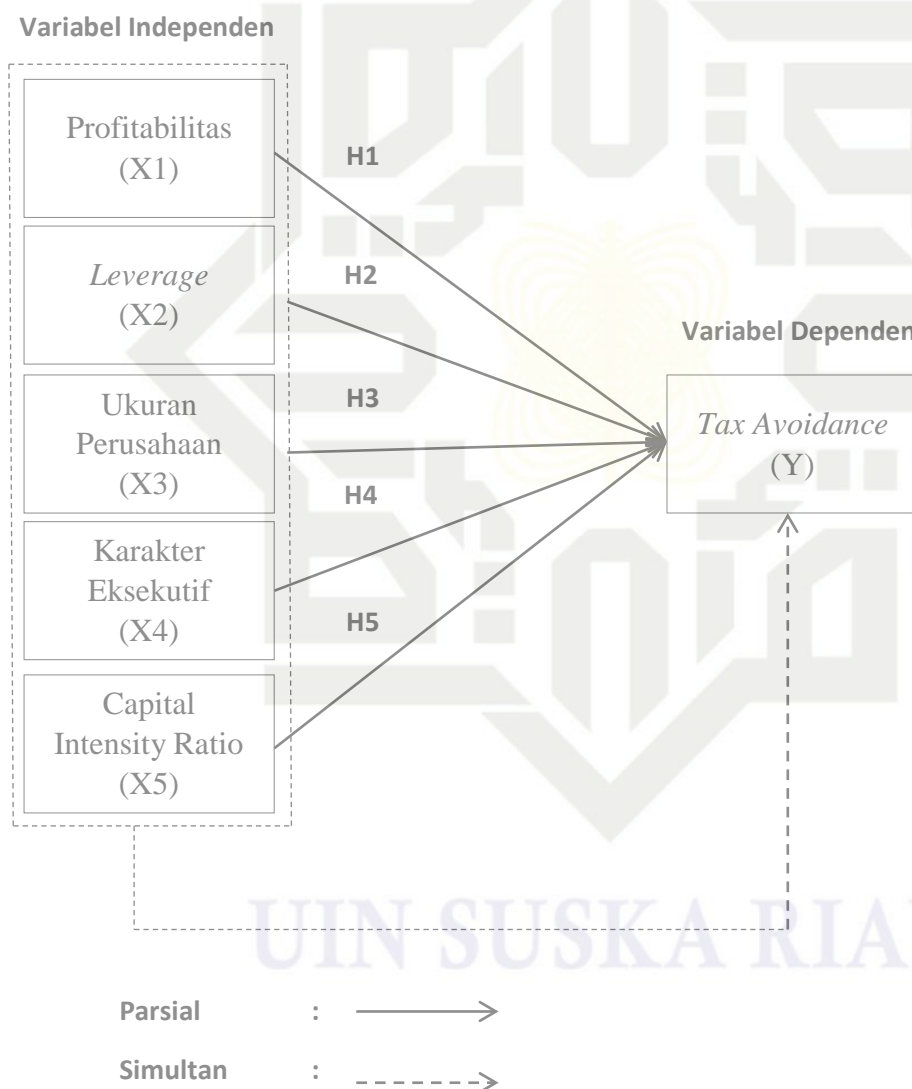 Variabel Independen
Profitabilitas
(X1)
H1
Leverage
(X2)
H2
Variabel Dependen
Ukuran
Perusahaan
(X3)
H3
Tax Avoidance
(Y)
H4
Karakter
Eksekutif
(X4)
H5
Capital
Intensity Ratio
(X5)
UIN SUSKA RIA
Parsial :
Simultan :